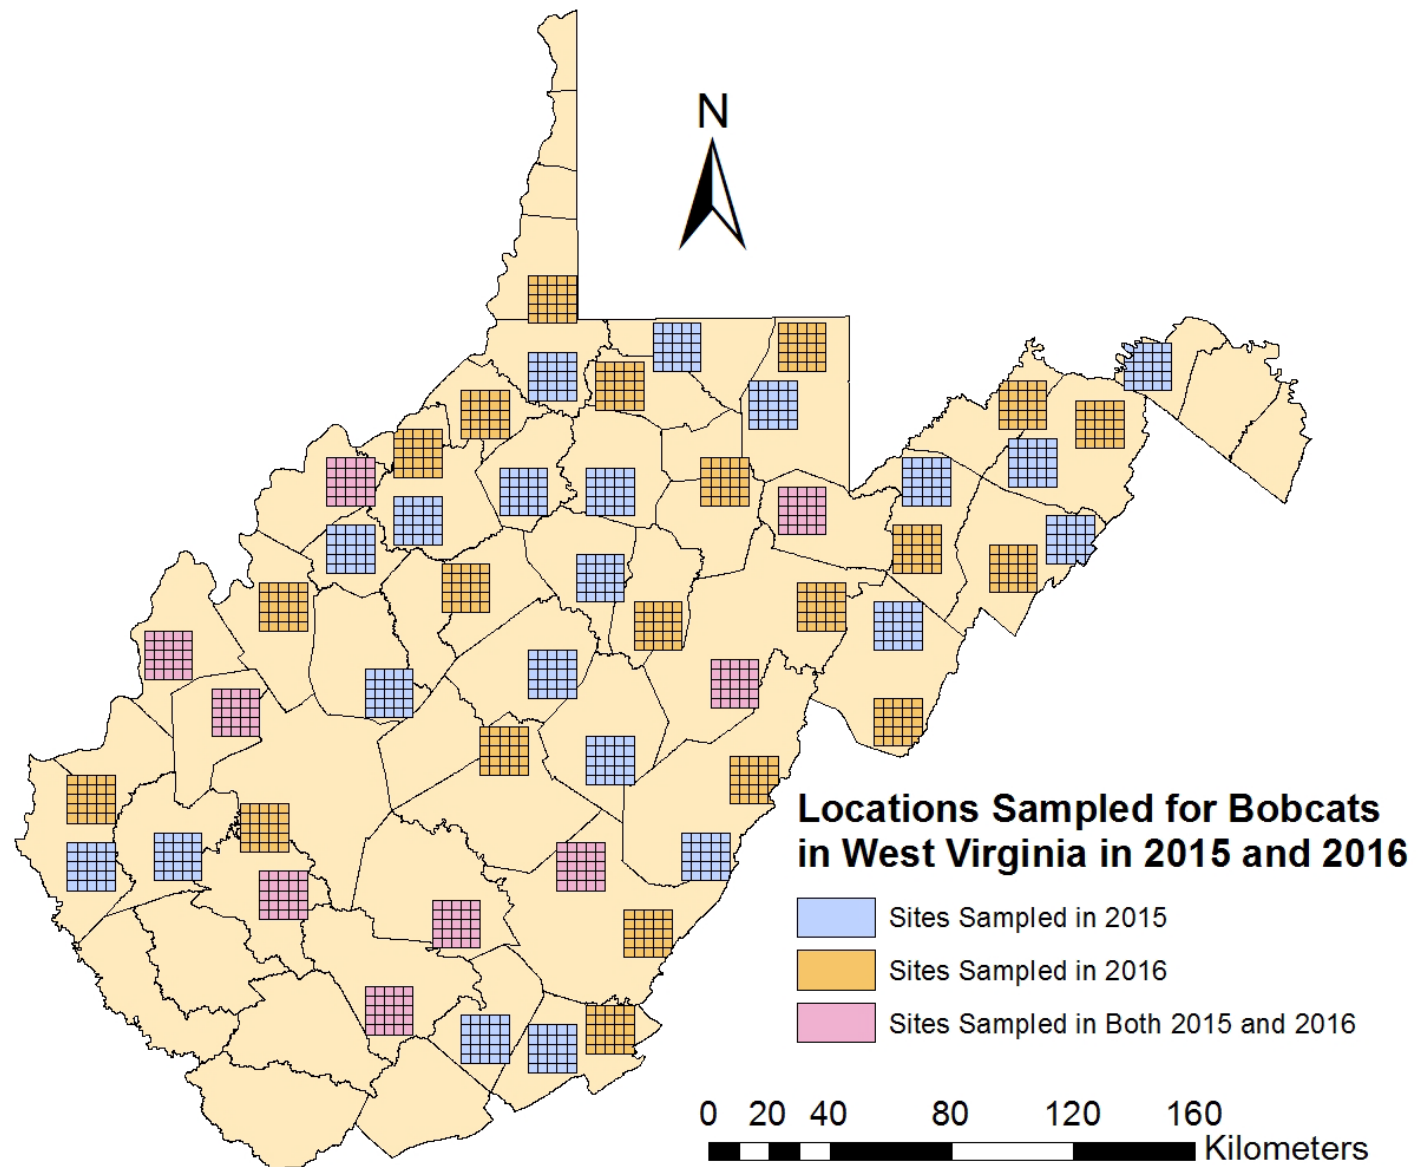 N
Locations Sampled for Bobcats
in West Virginia in 2015 and 2016
Sites Sampled in 2015
Sites Sampled in 2016
Sites Sampled in Both 2015 and 2016
0 20 40 80 120 160
Kilometers